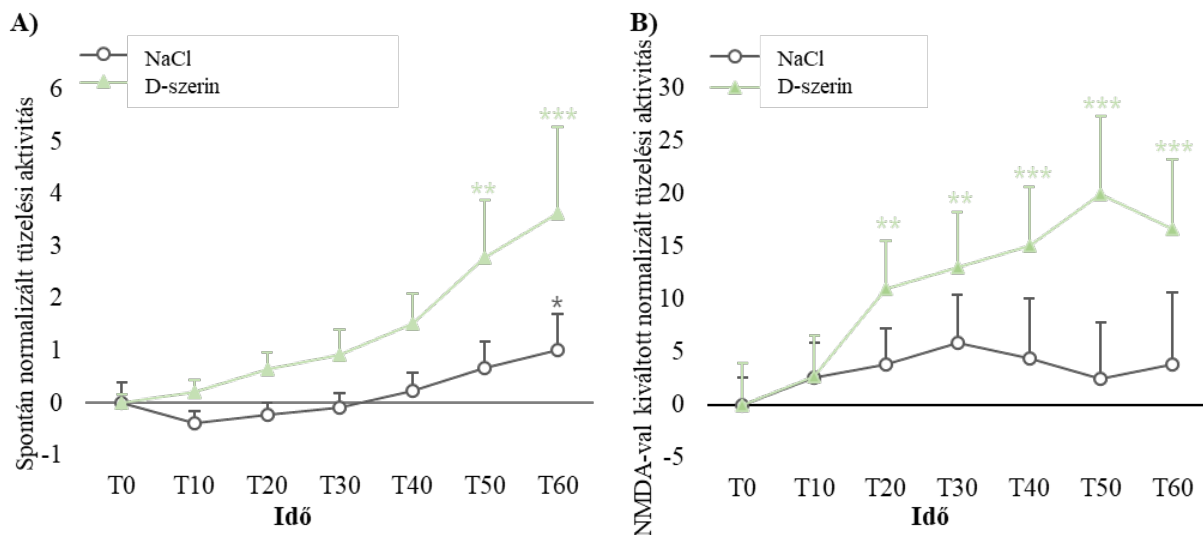 A)
NaCl
D-szerin
Spontán normalizált tüzelési aktivitás
6
5
4
3
2
1
0
-1
***
**
*
T0 T10 T20 T30 T40 T50 T60
Idő
B)
NaCl
D-szerin
NMDA-val kiváltott normalizált tüzelési aktivitás
30
25
20
15
10
5
0
-5
** ** *** *** ***
T0 T10 T20 T30 T40 T50 T60
Idő